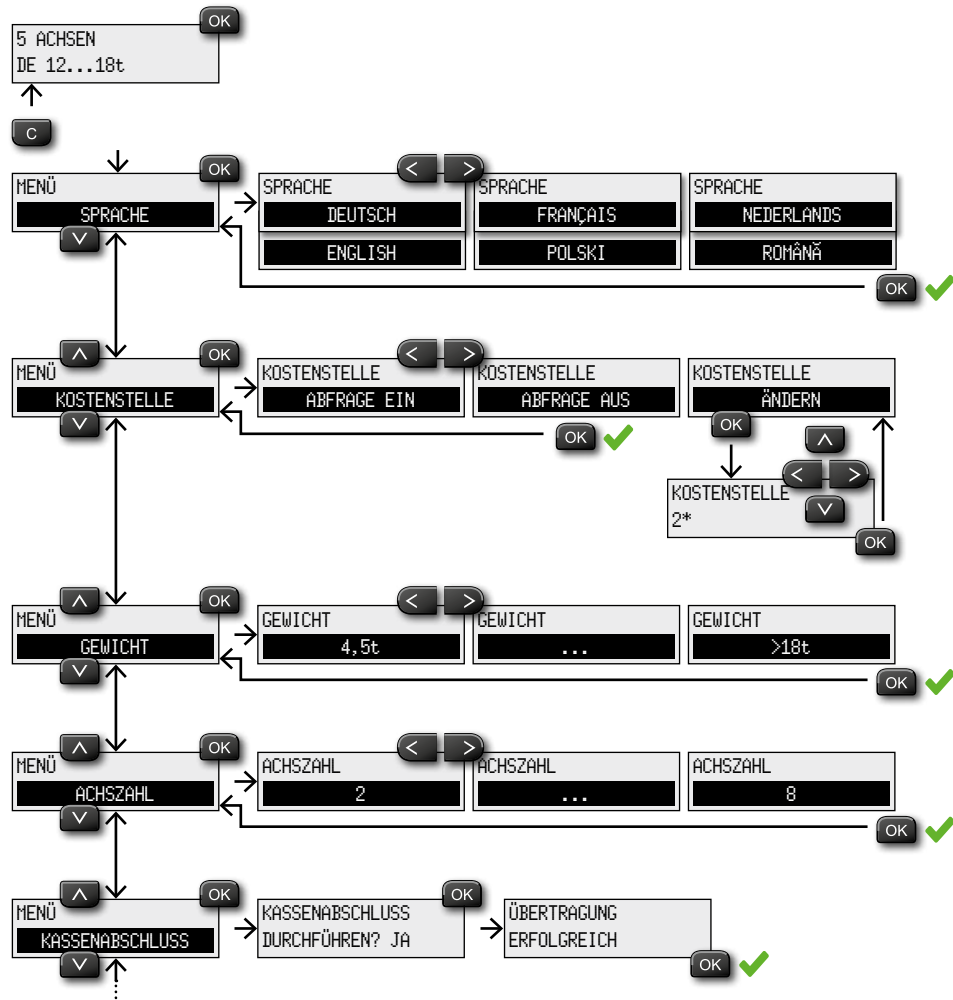 OK
5 ACHSEN
DE 12...18t
C
OK
MENÜ
SPRACHE
SPRACHE
DEUTSCH
ENGLISH
SPRACHE
FRANÇAIS
POLSKI
SPRACHE
NEDERLANDS
ROMÂNĂ
OK
OK
MENÜ
KOSTENSTELLE
KOSTENSTELLE
ABFRAGE EIN
KOSTENSTELLE
ABFRAGE AUS
KOSTENSTELLE
ÄNDERN
OK
OK
KOSTENSTELLE
2*
OK
OK
MENÜ
GEWICHT
GEWICHT
4,5t
GEWICHT
...
GEWICHT
>18t
OK
OK
MENÜ
ACHSZAHL
ACHSZAHL
2
ACHSZAHL
...
ACHSZAHL
8
OK
OK
MENÜ
KASSENABSCHLUSS
OK
KASSENABSCHLUSS
DURCHFÜHREN? JA
ÜBERTRAGUNG
ERFOLGREICH
OK